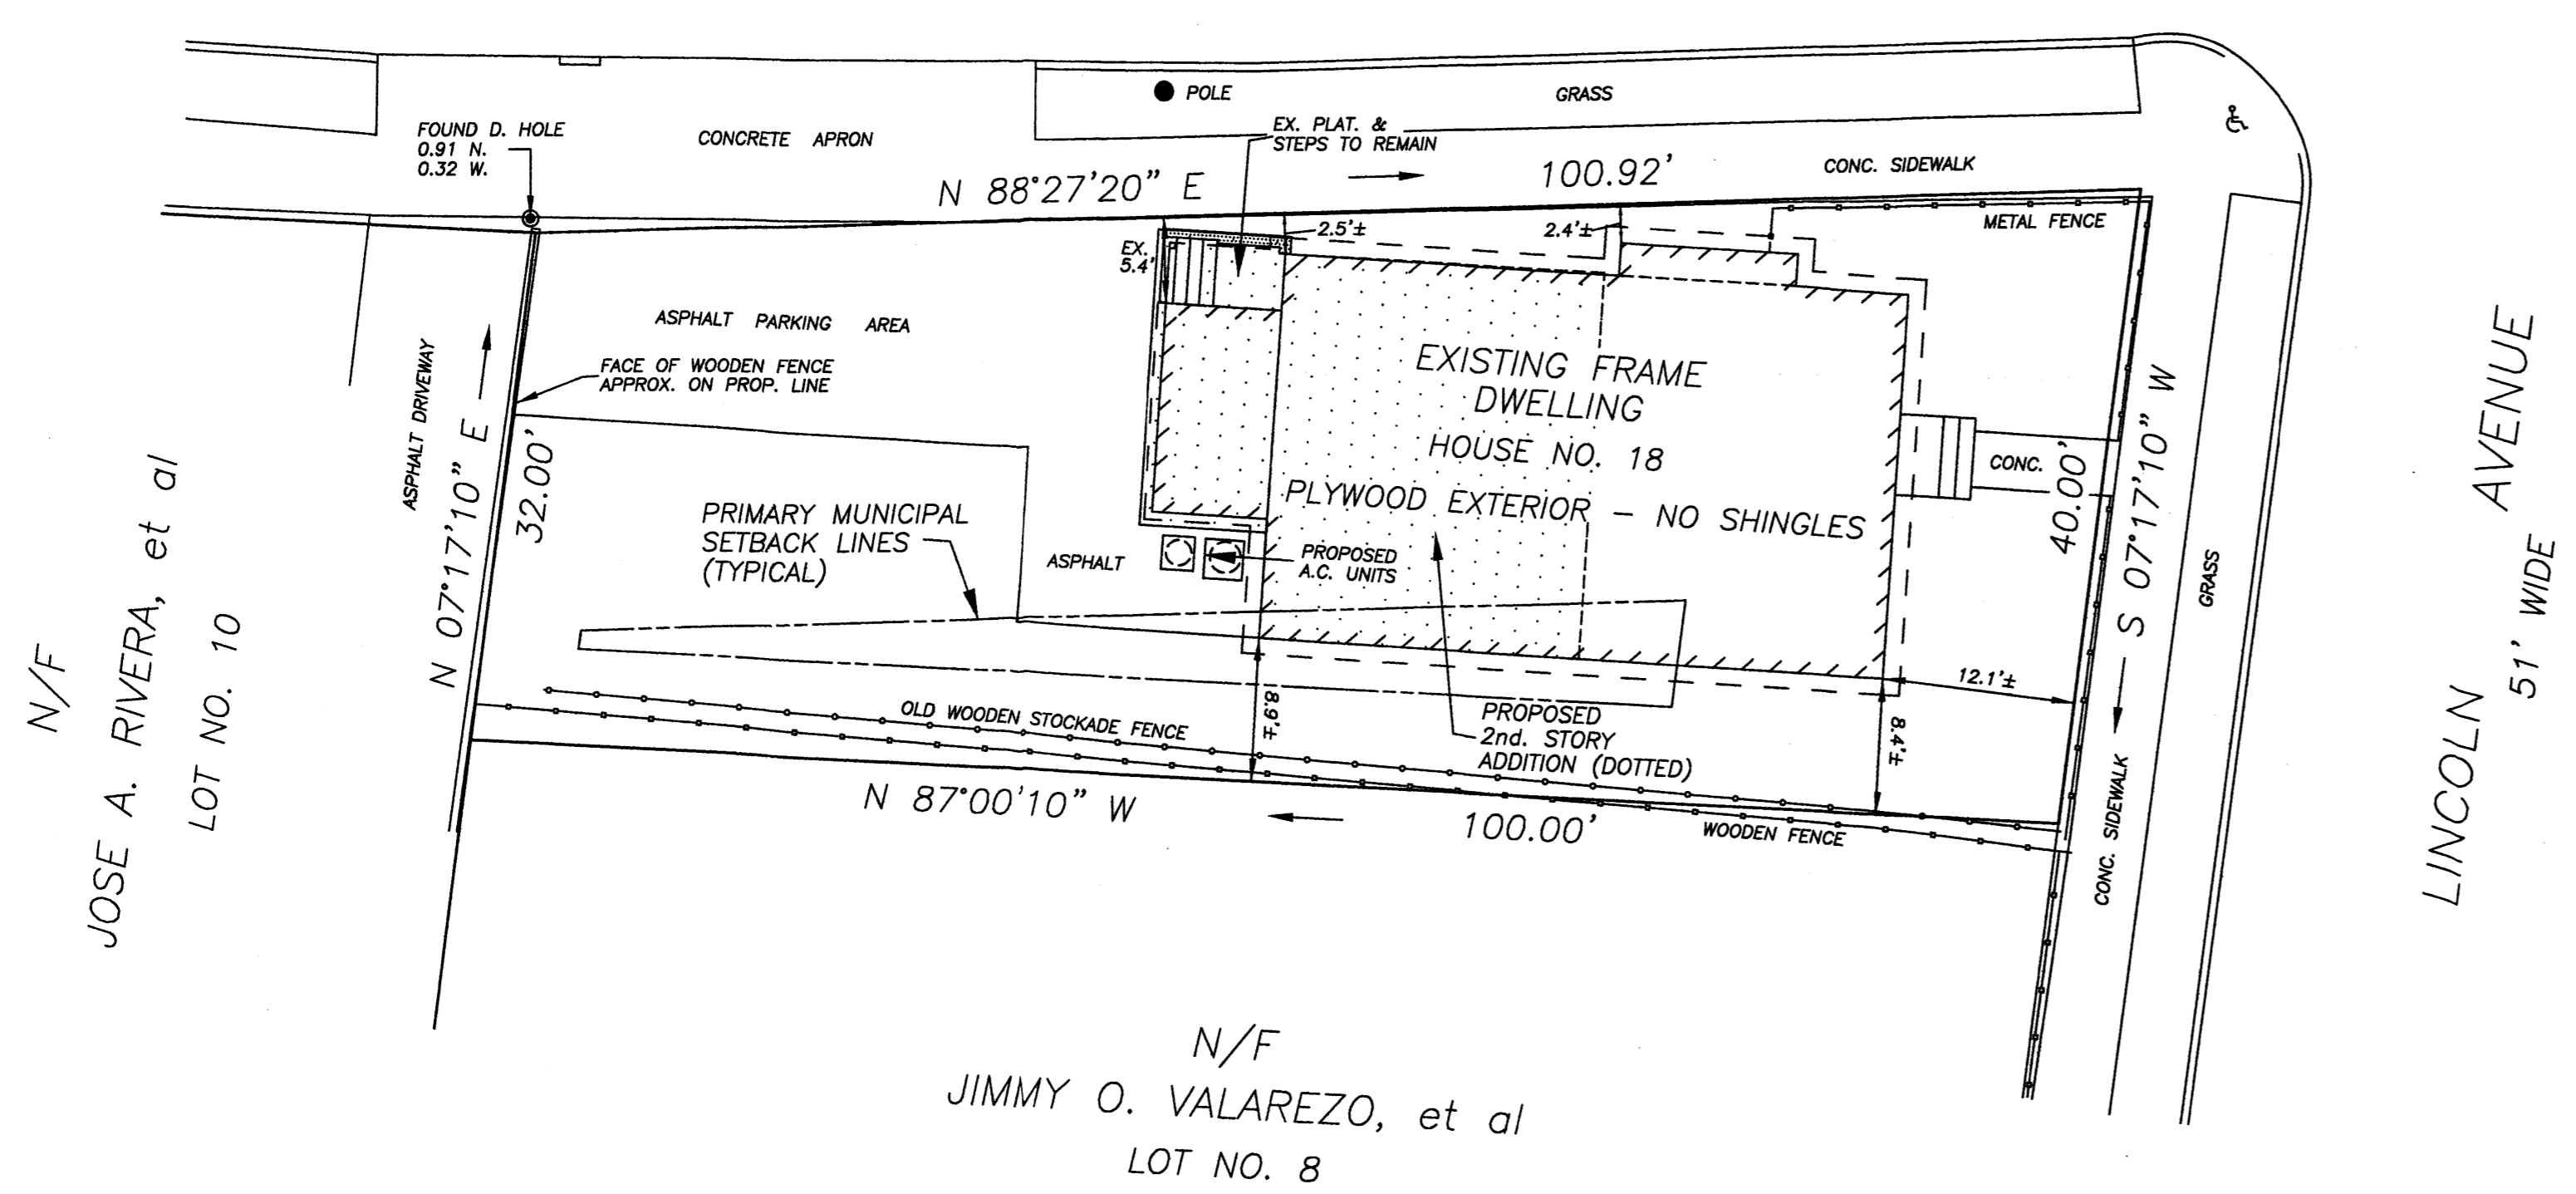 POLE
GRASS
FOUND D. HOLE
0.91 N.
0.32 W.
CONCRETE APRON
EX. PLAT. &
STEPS TO REMAIN
N 88°27'20" E
100.92'
CONC. SIDEWALK
METAL FENCE
2.5'±
2.4'±
EX.
5.4'
ASPHALT PARKING AREA
FACE OF WOODEN FENCE
APPROX. ON PROP. LINE
ASPHALT DRIVEWAY
N 07°17'10" E
32.00'
EXISTING FRAME
DWELLING
HOUSE NO. 18
PLYWOOD EXTERIOR – NO SHINGLES
CONC.
40.00'
S 07°17'10" W
GRASS
LINCOLN AVENUE
51' WIDE
PRIMARY MUNICIPAL
SETBACK LINES
(TYPICAL)
ASPHALT
PROPOSED
A.C. UNITS
N/F
JOSE A. RIVERA, et al
LOT NO. 10
12.1'±
OLD WOODEN STOCKADE FENCE
8.9'±
PROPOSED
2nd. STORY
ADDITION (DOTTED)
8.4'±
CONC. SIDEWALK
N 87°00'10" W
100.00'
WOODEN FENCE
N/F
JIMMY O. VALAREZO, et al
LOT NO. 8